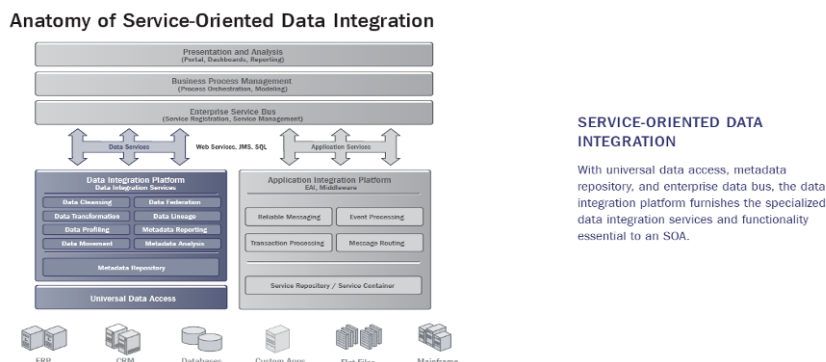 Anatomy of Service-Oriented Data Integration
Presentation and Analysis
(Portal, Dashboards, Reporting)
Business Process Management
(Process Orchestration, Modeling)
Enterprise Service Bus
(Service Registration, Service Management)
Data Services
Web Services, JMS, SQL
Application Services
Data Integration Platform
Data Integration Services
Data Cleansing
Data Federation
Data Transformation
Data Lineage
Data Profiling
Metadata Reporting
Data Movement
Metadata Analysis
Metadata Repository
Universal Data Access
Application Integration Platform
EAI, Middleware
Reliable Messaging
Event Processing
Transaction Processing
Message Routing
Service Repository / Service Container
ERP
CRM
Databases
Custom Apps
Flat Files
Mainframe
SERVICE-ORIENTED DATA
INTEGRATION
With universal data access, metadata
repository, and enterprise data bus, the data
integration platform furnishes the specialized
data integration services and functionality
essential to an SOA.